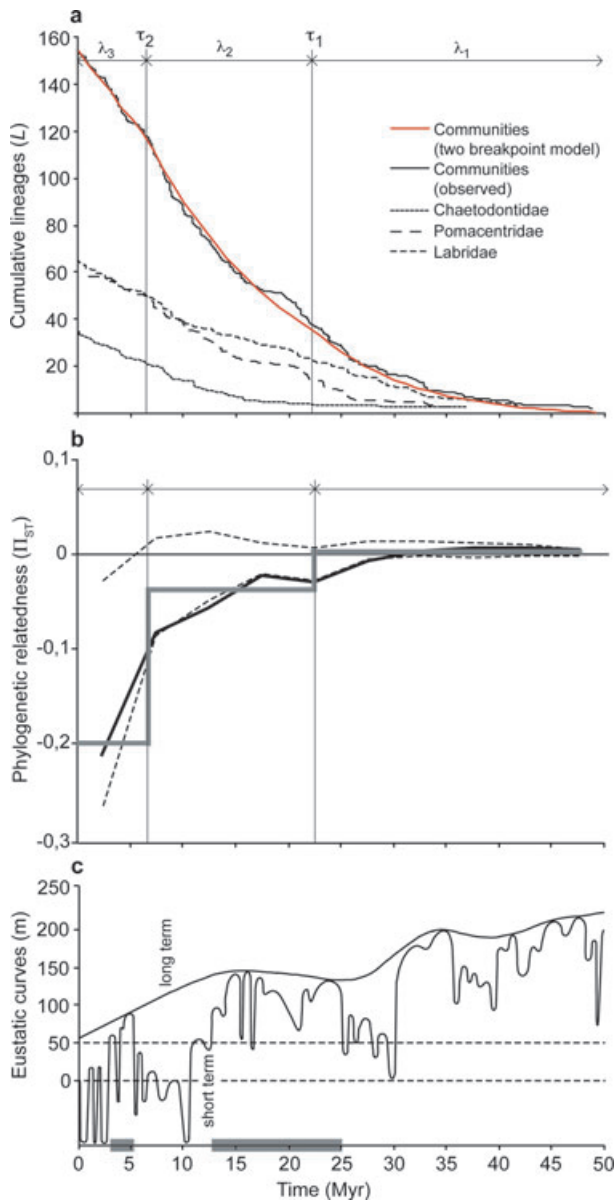 a
λ3 τ2 λ2 τ1 λ1
160
140
120
100
80
60
40
20
Cumulative lineages (L)
Communities
(two breakpoint model)
Communities
(observed)
Chaetodontidae
Pomacentridae
Labridae
b
0,1
0
-0,1
-0,2
-0,3
Phylogenetic relatedness (ΠST)
c
250
200
150
100
50
0
Eustatic curves (m)
long term
short term
0 5 10 15 20 25 30 35 40 45 50
Time (Myr)